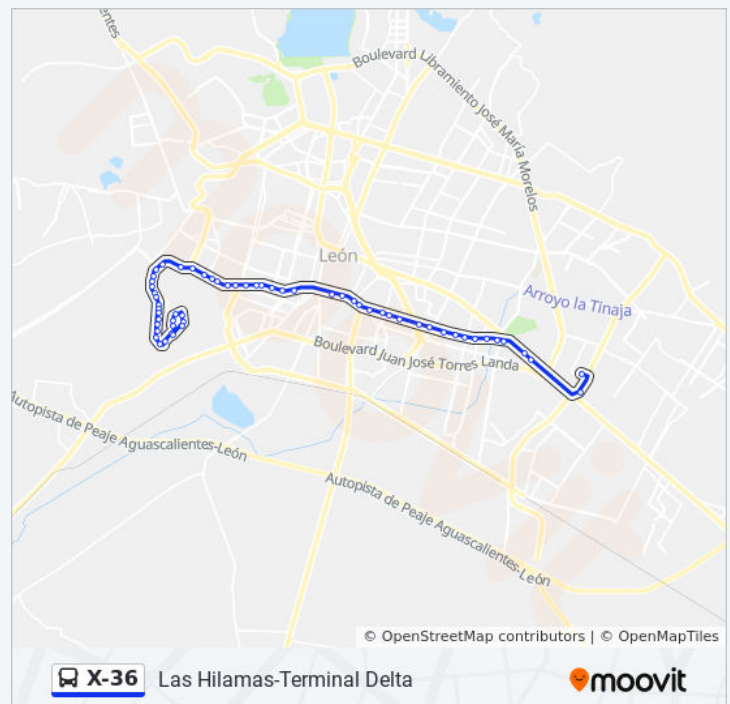 entes
Boulevard Libramiento José María Morelos
León
Arroyo la Tinaja
Boulevard Juan José Torres Landa
Autopista de Peaje Aguascalientes-León
Autopista de Peaje Aguascalientes-León
© OpenStreetMap contributors | © OpenMapTiles
X-36 Las Hilamas-Terminal Delta
moovit